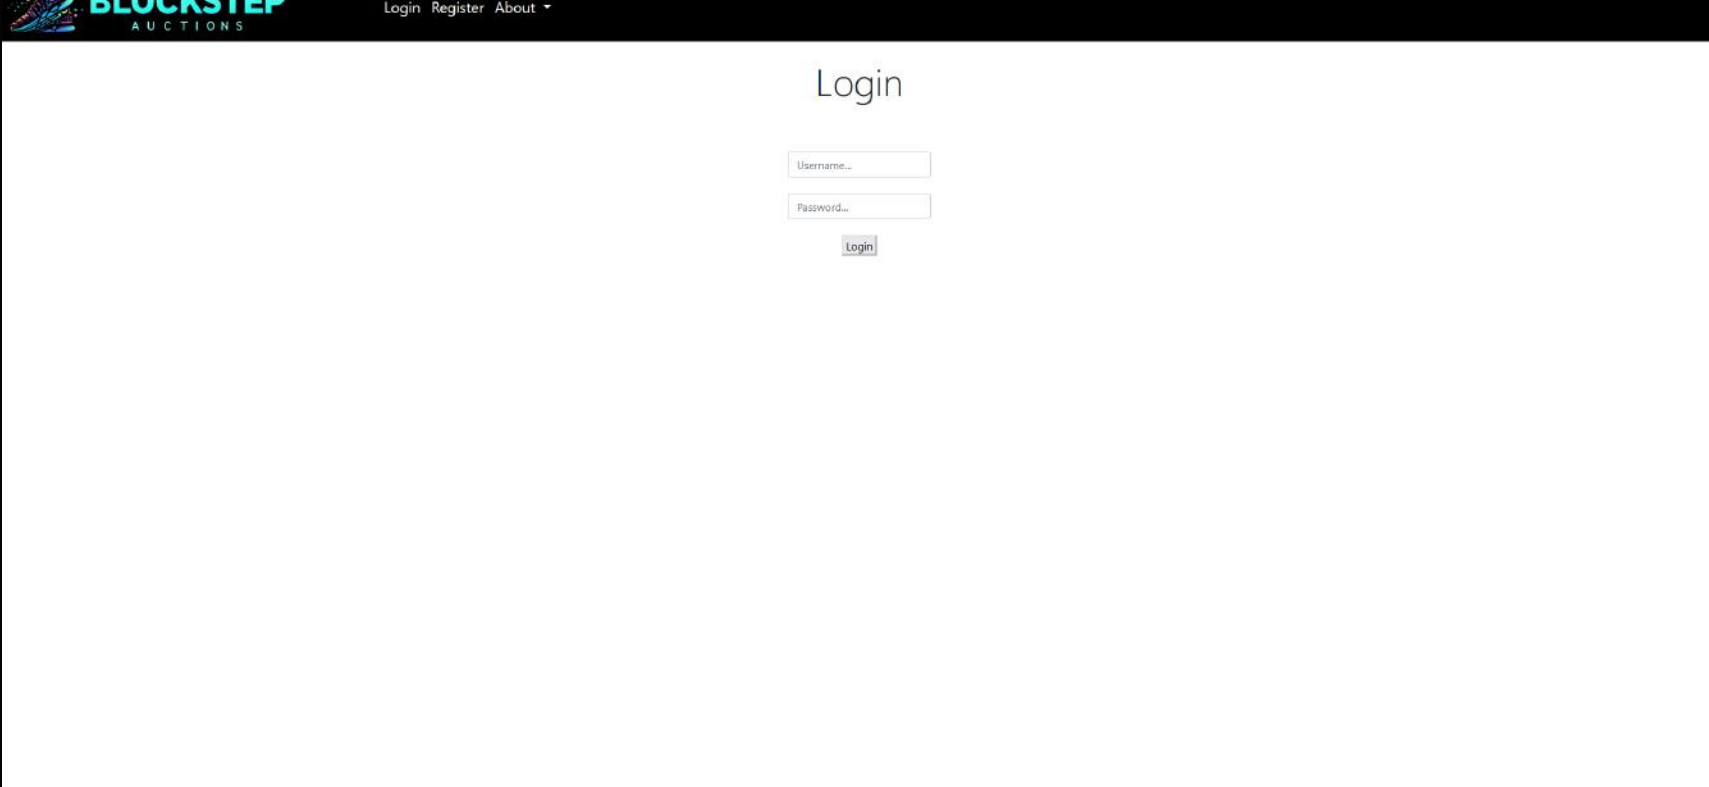 BLOCKSTEP
AUCTIONS
Login Register About
Login
Username...
Password...
Login